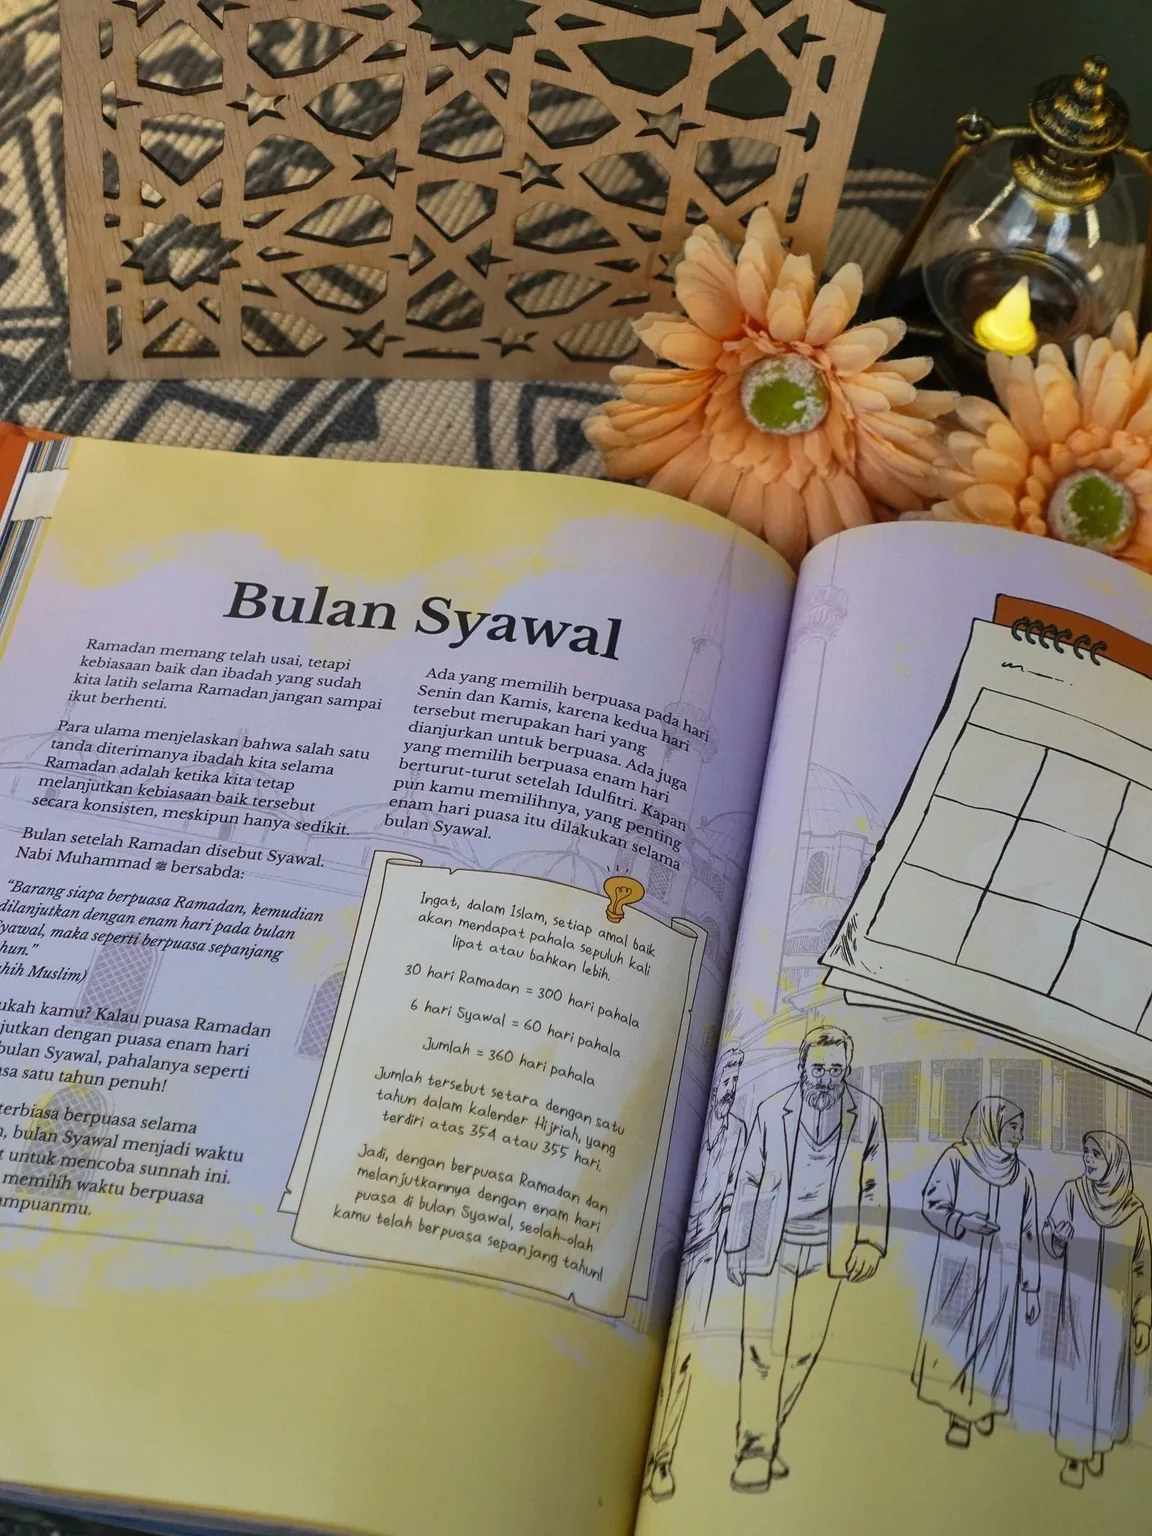 Bulan Syawal
Ramadan memang telah usai, tetapi
kebiasaan baik dan ibadah yang sudah
kita latih selama Ramadan jangan sampai
ikut berhenti.
Para ulama menjelaskan bahwa salah satu
tanda diterimanya ibadah kita selama
Ramadan adalah ketika kita tetap
melanjutkan kebiasaan baik tersebut
secara konsisten, meskipun hanya sedikit.
Bulan setelah Ramadan disebut Syawal.
Nabi Muhammad ﷺ bersabda:
“Barang siapa berpuasa Ramadan, kemudian
dilanjutkan dengan enam hari pada bulan
yawal, maka seperti berpuasa sepanjang
hun.”
hih Muslim)
ukah kamu? Kalau puasa Ramadan
jutkan dengan puasa enam hari
bulan Syawal, pahalanya seperti
asa satu tahun penuh!
terbiasa berpuasa selama
n, bulan Syawal menjadi waktu
t untuk mencoba sunnah ini.
memilih waktu berpuasa
ampuanmu.
Ada yang memilih berpuasa pada hari
Senin dan Kamis, karena kedua hari
tersebut merupakan hari yang
dianjurkan untuk berpuasa. Ada juga
yang memilih berpuasa enam hari
berturut-turut setelah Idulfitri. Kapan
pun kamu memilihnya, yang penting
enam hari puasa itu dilakukan selama
bulan Syawal.
Ingat, dalam Islam, setiap amal baik
akan mendapat pahala sepuluh kali
lipat atau bahkan lebih.
30 hari Ramadan = 300 hari pahala
6 hari Syawal = 60 hari pahala
Jumlah = 360 hari pahala
Jumlah tersebut setara dengan satu
tahun dalam kalender Hijriah, yang
terdiri atas 354 atau 355 hari.
Jadi, dengan berpuasa Ramadan dan
melanjutkannya dengan enam hari
puasa di bulan Syawal, seolah-olah
kamu telah berpuasa sepanjang tahun!